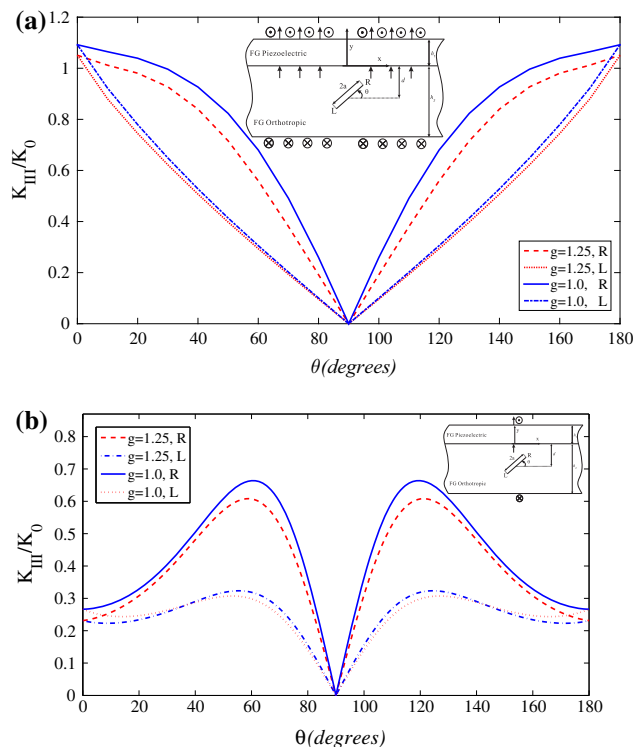 (a)
1.2
1
0.8
0.6
0.4
0.2
0
K_III/K_0
0 20 40 60 80 100 120 140 160 180
θ(degrees)
FG Piezoelectric
y
x
2a
R
θ
L
d
FG Orthotropic
g=1.25, R
g=1.25, L
g=1.0, R
g=1.0, L
(b)
0.8
0.7
0.6
0.5
0.4
0.3
0.2
0.1
0
K_III/K_0
0 20 40 60 80 100 120 140 160 180
θ(degrees)
g=1.25, R
g=1.25, L
g=1.0, R
g=1.0, L
FG Piezoelectric
y
x
2a
R
θ
L
d
FG Orthotropic